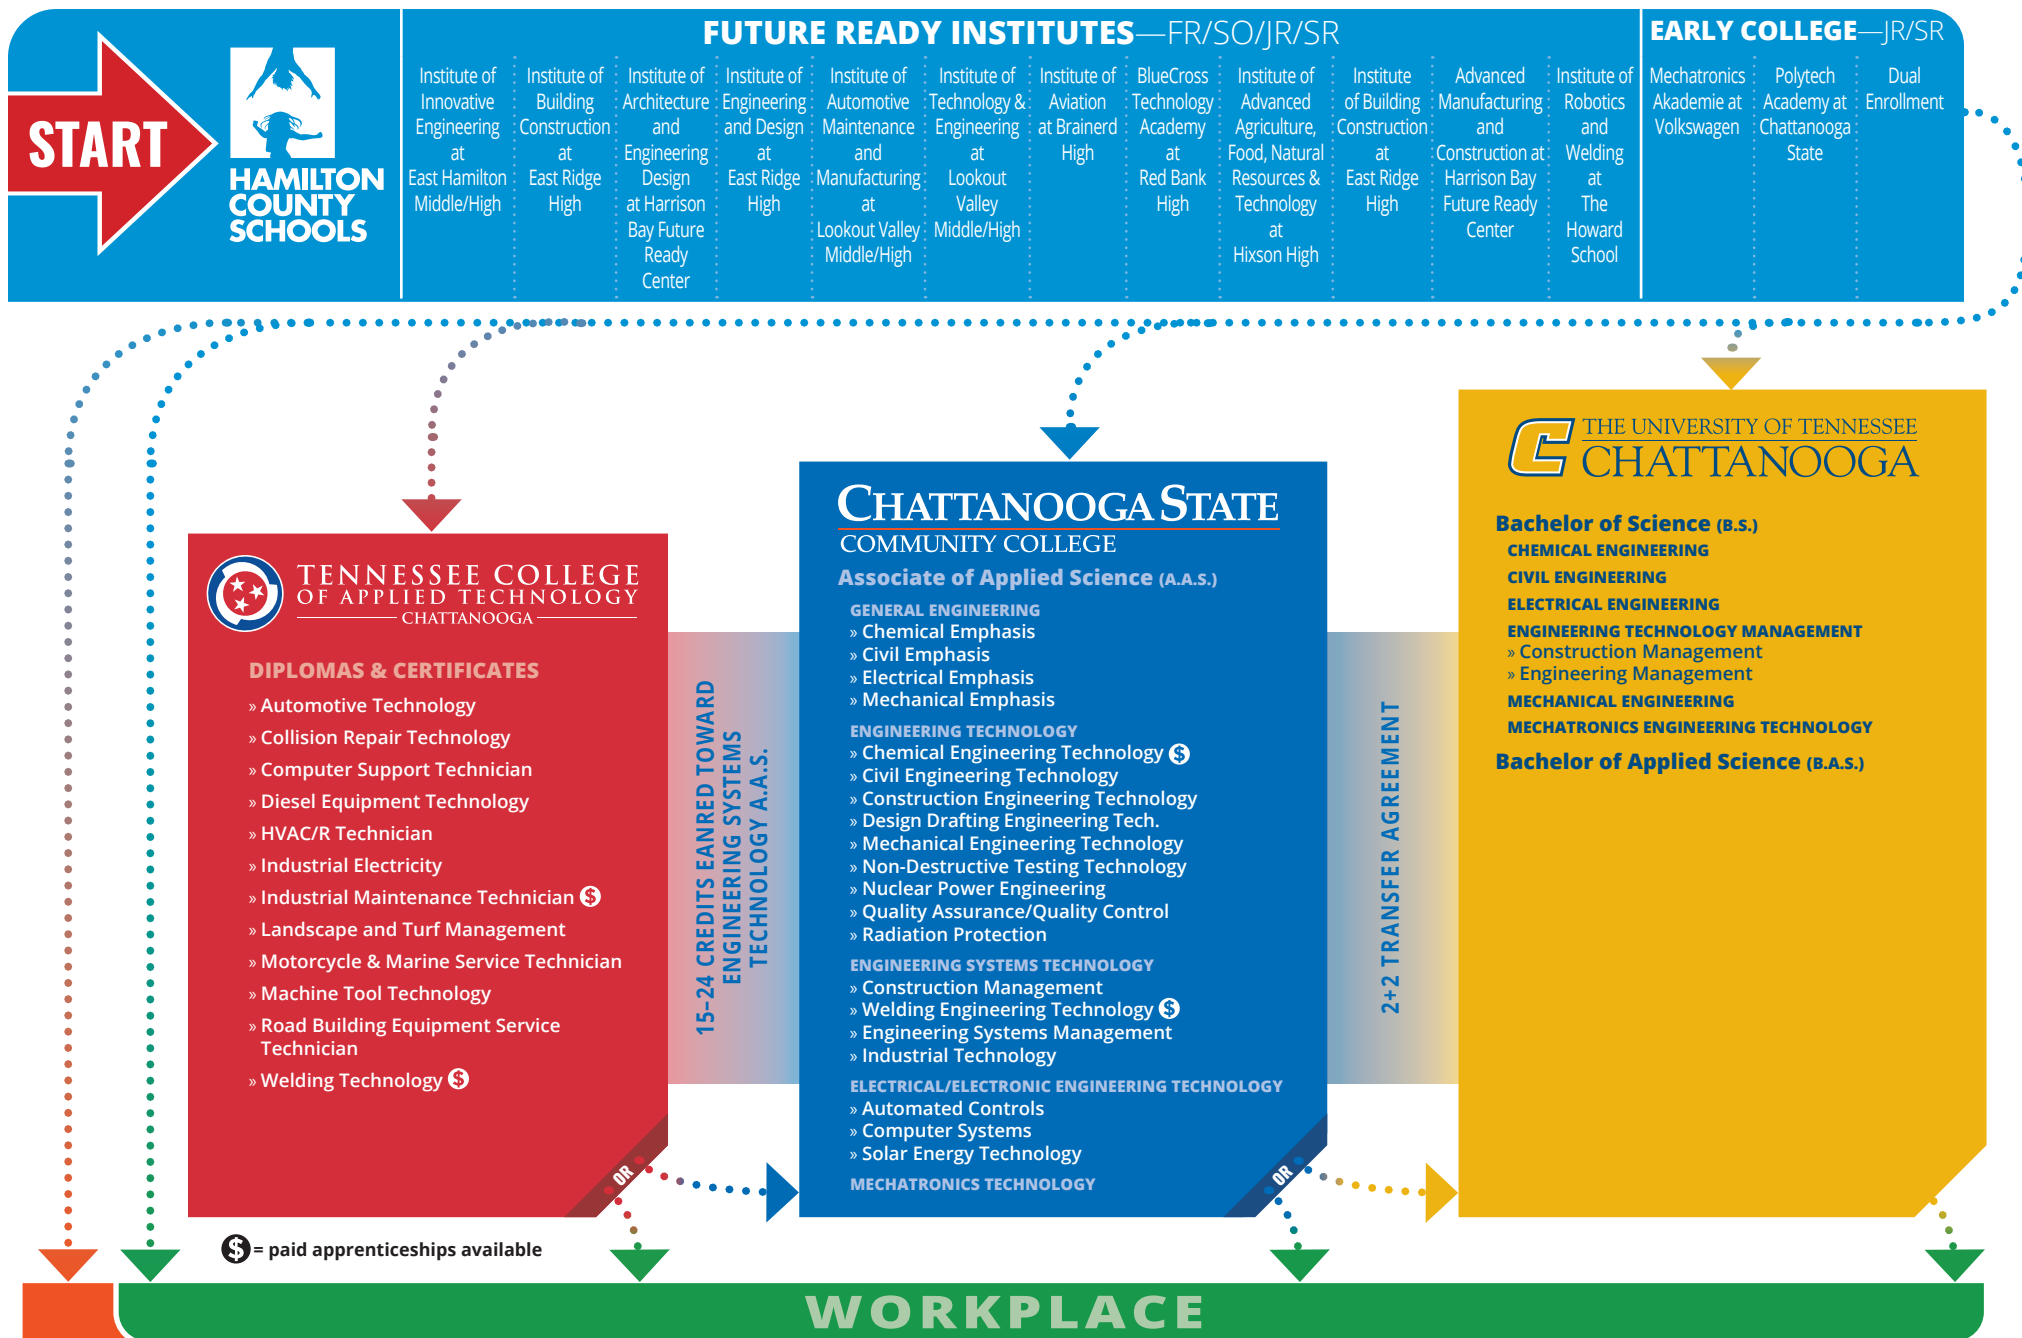 START
HAMILTON
COUNTY
SCHOOLS
FUTURE READY INSTITUTES—FR/SO/JR/SR
Institute of
Innovative
Engineering
at
East Hamilton
Middle/High
Institute of
Building
Construction
at
East Ridge
High
Institute of
Architecture
and
Engineering
Design
at Harrison
Bay Future
Ready
Center
Institute of
Engineering
and Design
at
East Ridge
High
Institute of
Automotive
Maintenance
and
Manufacturing
at
Lookout Valley
Middle/High
Institute of
Technology &
Engineering
at
Lookout
Valley
Middle/High
Institute of
Aviation
at Brainerd
High
BlueCross
Technology
Academy
at
Red Bank
High
Institute of
Advanced
Agriculture,
Food, Natural
Resources &
Technology
at
Hixson High
Institute
of Building
Construction
at
East Ridge
High
Advanced
Manufacturing
and
Construction at
Harrison Bay
Future Ready
Center
Institute of
Robotics
and
Welding
at
The
Howard
School
EARLY COLLEGE—JR/SR
Mechatronics
Akademie at
Volkswagen
Polytech
Academy at
Chattanooga
State
Dual
Enrollment
TENNESSEE COLLEGE
OF APPLIED TECHNOLOGY
CHATTANOOGA
DIPLOMAS & CERTIFICATES
» Automotive Technology
» Collision Repair Technology
» Computer Support Technician
» Diesel Equipment Technology
» HVAC/R Technician
» Industrial Electricity
» Industrial Maintenance Technician $
» Landscape and Turf Management
» Motorcycle & Marine Service Technician
» Machine Tool Technology
» Road Building Equipment Service
Technician
» Welding Technology $
OR
$ = paid apprenticeships available
15–24 CREDITS EANRED TOWARD
ENGINEERING SYSTEMS
TECHNOLOGY A.A.S.
CHATTANOOGA STATE
COMMUNITY COLLEGE
Associate of Applied Science (A.A.S.)
GENERAL ENGINEERING
» Chemical Emphasis
» Civil Emphasis
» Electrical Emphasis
» Mechanical Emphasis
ENGINEERING TECHNOLOGY
» Chemical Engineering Technology $
» Civil Engineering Technology
» Construction Engineering Technology
» Design Drafting Engineering Tech.
» Mechanical Engineering Technology
» Non-Destructive Testing Technology
» Nuclear Power Engineering
» Quality Assurance/Quality Control
» Radiation Protection
ENGINEERING SYSTEMS TECHNOLOGY
» Construction Management
» Welding Engineering Technology $
» Engineering Systems Management
» Industrial Technology
ELECTRICAL/ELECTRONIC ENGINEERING TECHNOLOGY
» Automated Controls
» Computer Systems
» Solar Energy Technology
MECHATRONICS TECHNOLOGY
OR
2+2 TRANSFER AGREEMENT
C
THE UNIVERSITY OF TENNESSEE
CHATTANOOGA
Bachelor of Science (B.S.)
CHEMICAL ENGINEERING
CIVIL ENGINEERING
ELECTRICAL ENGINEERING
ENGINEERING TECHNOLOGY MANAGEMENT
» Construction Management
» Engineering Management
MECHANICAL ENGINEERING
MECHATRONICS ENGINEERING TECHNOLOGY
Bachelor of Applied Science (B.A.S.)
WORKPLACE